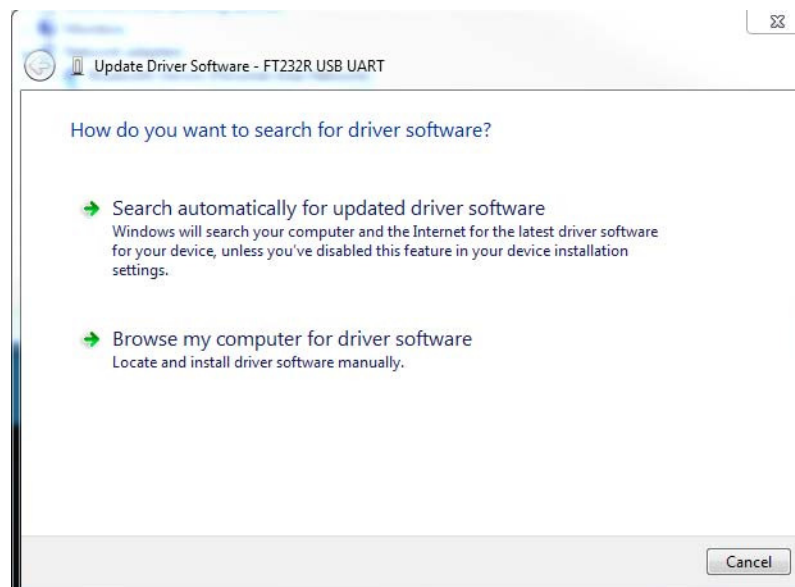 Update Driver Software - FT232R USB UART
How do you want to search for driver software?
Search automatically for updated driver software
Windows will search your computer and the Internet for the latest driver software
for your device, unless you've disabled this feature in your device installation
settings.
Browse my computer for driver software
Locate and install driver software manually.
Cancel